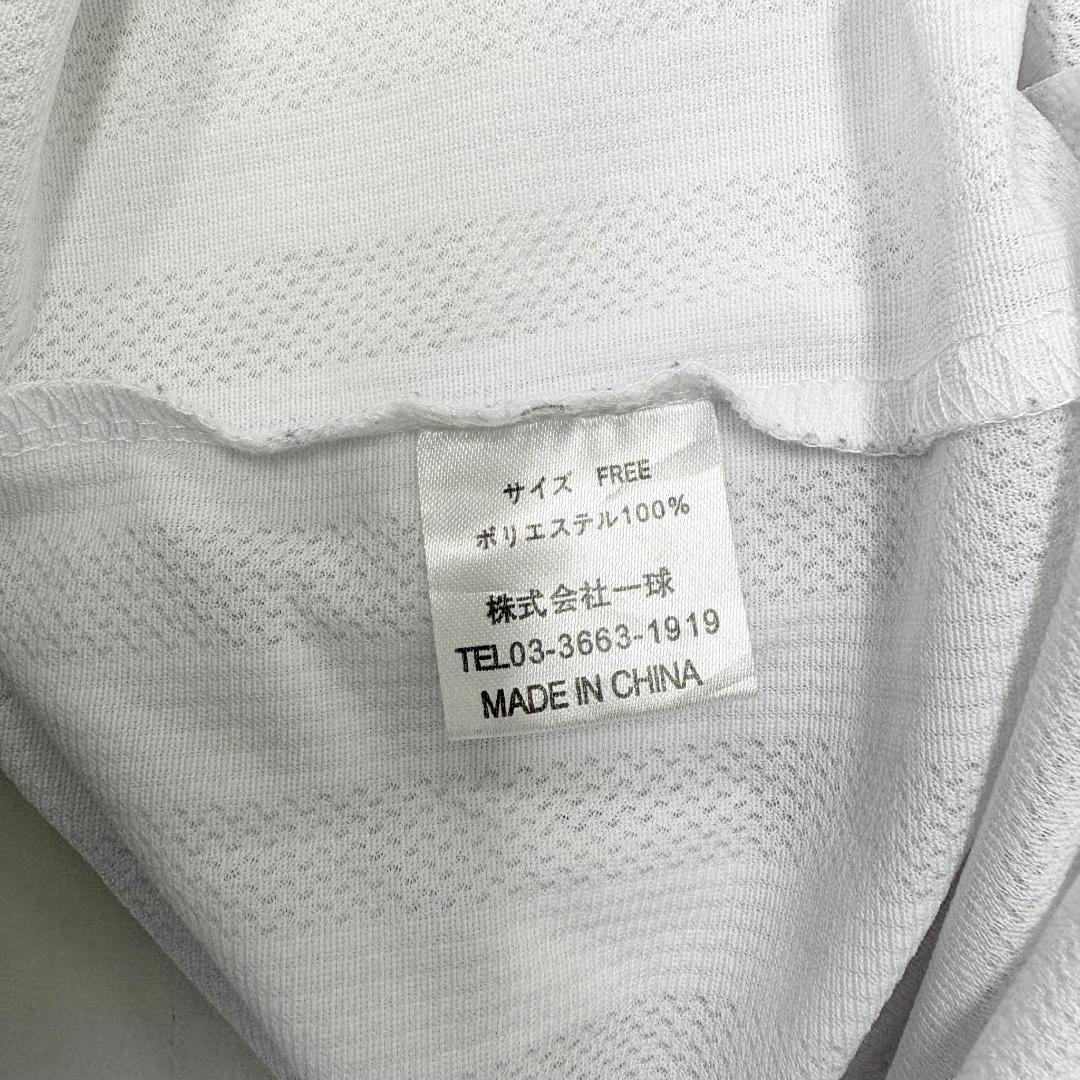 サイズ FREE
ポリエステル100%
株式会社一球
TEL03-3663-1919
MADE IN CHINA